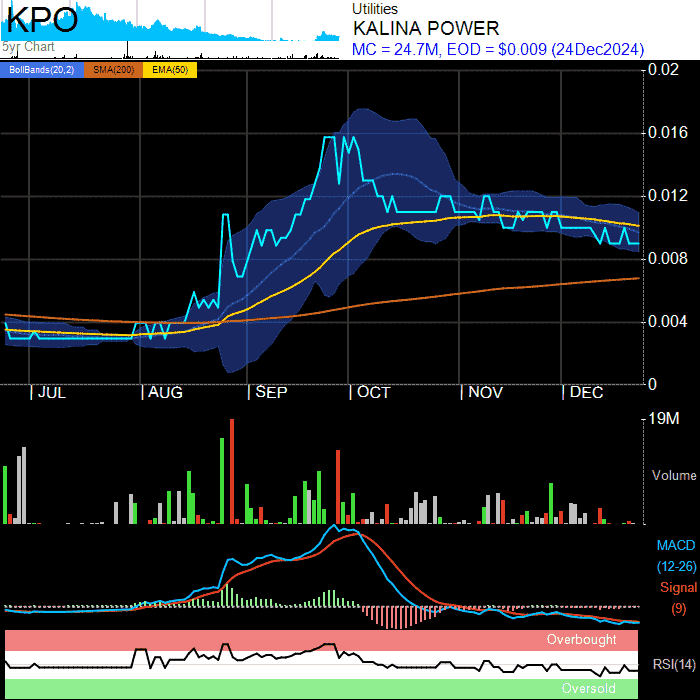 KPO
5yr Chart
Utilities
KALINA POWER
MC = 24.7M, EOD = $0.009 (24Dec2024)
BollBands(20,2) SMA(200) EMA(50)
0.02
0.016
0.012
0.008
0.004
0
JUL AUG SEP OCT NOV DEC
19M
Volume
MACD
(12-26)
Signal
(9)
Overbought
RSI(14)
Oversold